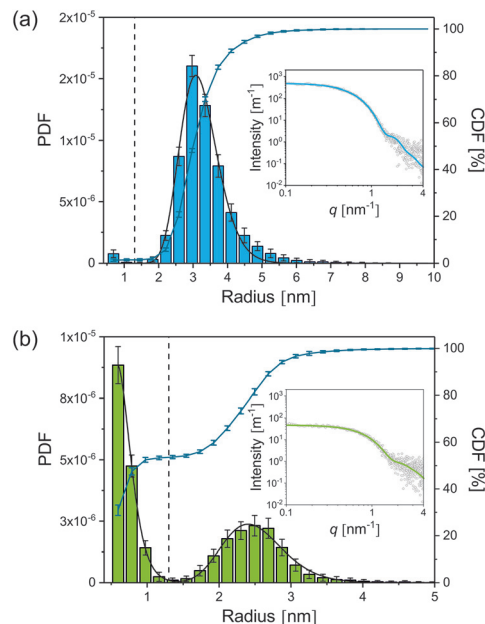 (a)
2x10⁻⁵
2x10⁻⁵
1x10⁻⁵
5x10⁻⁶
0
PDF
100
80
60
40
20
0
CDF [%]
1 2 3 4 5 6 7 8 9 10
Radius [nm]
Intensity [m⁻¹]
10³
10²
10¹
10⁰
10⁻¹
10⁻²
0.1 1 4
q [nm⁻¹]
(b)
1x10⁻⁵
8x10⁻⁶
5x10⁻⁶
3x10⁻⁶
0
PDF
100
80
60
40
20
0
CDF [%]
1 2 3 4 5
Radius [nm]
Intensity [m⁻¹]
10³
10²
10¹
10⁰
10⁻¹
10⁻²
0.1 1 4
q [nm⁻¹]